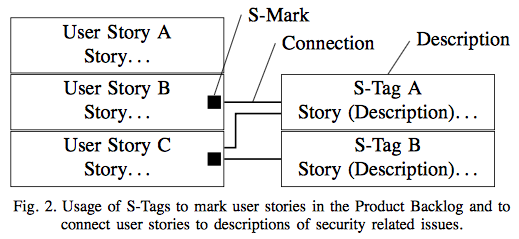 S-Mark
Connection
Description
User Story A
Story. . .
User Story B
Story. . .
User Story C
Story. . .
S-Tag A
Story (Description). . .
S-Tag B
Story (Description). . .
Fig. 2. Usage of S-Tags to mark user stories in the Product Backlog and to
connect user stories to descriptions of security related issues.